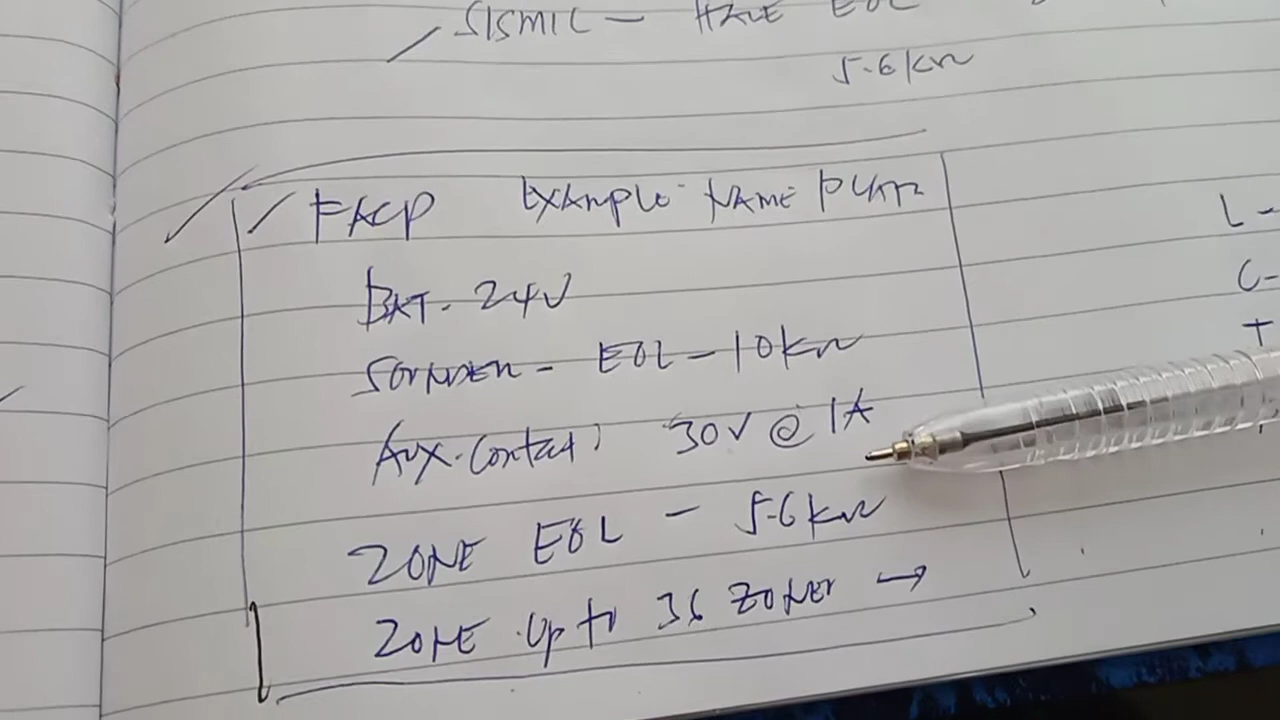 SISMIC – HALE EOL
5.6kΩ
FACP EXAMPLE NAME PLATE
BAT - 24V
SOUNDER - EOL - 10kΩ
AUX. Contact 30V @ 1A
ZONE EOL - 5.6kΩ
ZONE Up to 36 ZONES →
L -
C -
T